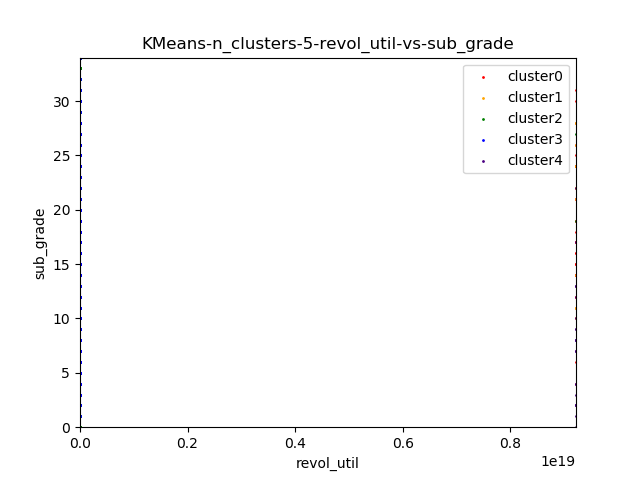 KMeans-n_clusters-5-revol_util-vs-sub_grade
cluster0
cluster1
cluster2
cluster3
cluster4
sub_grade
30
25
20
15
10
5
0
0.0 0.2 0.4 0.6 0.8
1e19
revol_util